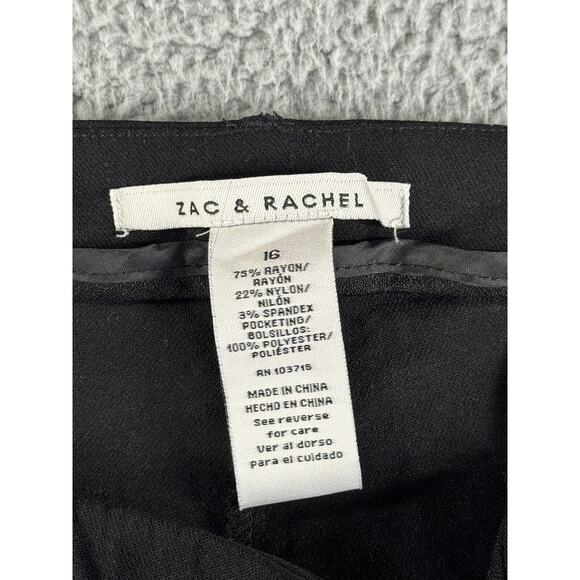 ZAC & RACHEL
16
75% RAYON/
RAYÓN
22% NYLON/
NILÓN
3% SPANDEX
POCKETING/
BOLSILLOS:
100% POLYESTER/
POLIÉSTER
RN 103715
MADE IN CHINA
HECHO EN CHINA
See reverse
for care
Ver al dorso
Para el cuidado